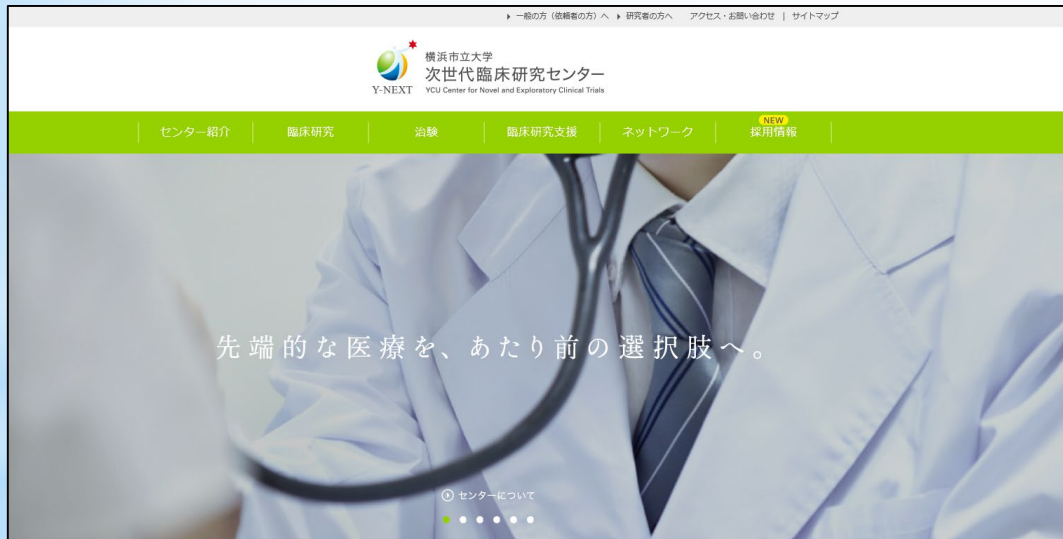 一般の方（依頼者の方）へ 研究者の方へ アクセス・お問い合わせ | サイトマップ
横浜市立大学
次世代臨床研究センター
Y-NEXT YCU Center for Novel and Exploratory Clinical Trials
NEW
センター紹介 臨床研究 治験 臨床研究支援 ネットワーク 採用情報
先端的な医療を、あたり前の選択肢へ。
センターについて